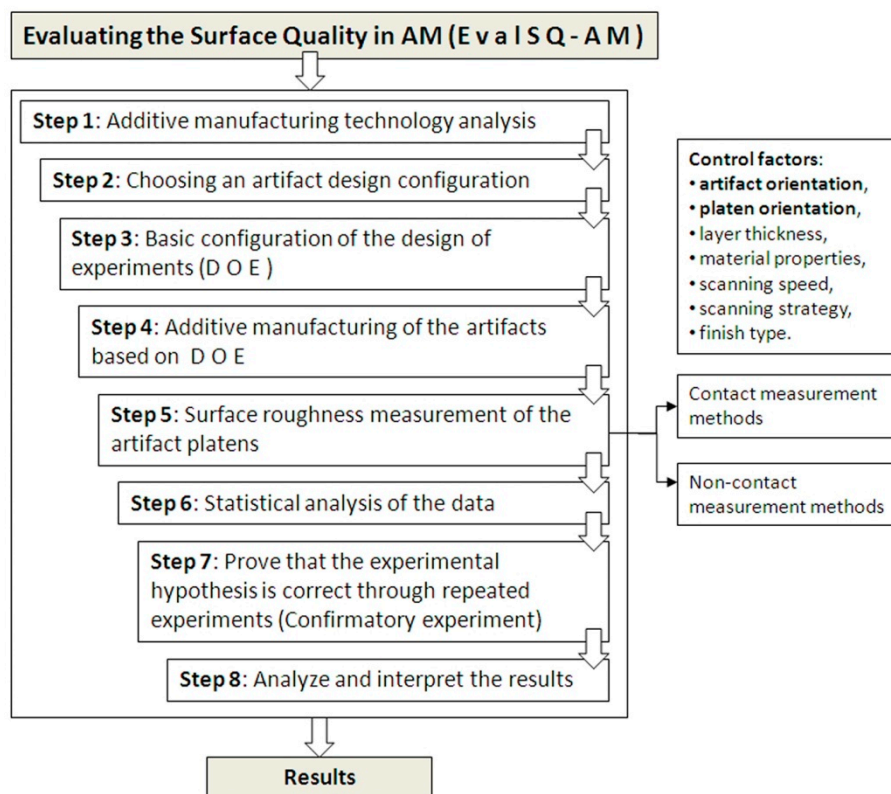 Evaluating the Surface Quality in AM (E v a l S Q - A M )
Step 1: Additive manufacturing technology analysis
Step 2: Choosing an artifact design configuration
Step 3: Basic configuration of the design of
experiments (D O E )
Step 4: Additive manufacturing of the artifacts
based on D O E
Step 5: Surface roughness measurement of the
artifact platens
Step 6: Statistical analysis of the data
Step 7: Prove that the experimental
hypothesis is correct through repeated
experiments (Confirmatory experiment)
Step 8: Analyze and interpret the results
Results
Control factors:
• artifact orientation,
• platen orientation,
• layer thickness,
• material properties,
• scanning speed,
• scanning strategy,
• finish type.
Contact measurement
methods
Non-contact
measurement methods